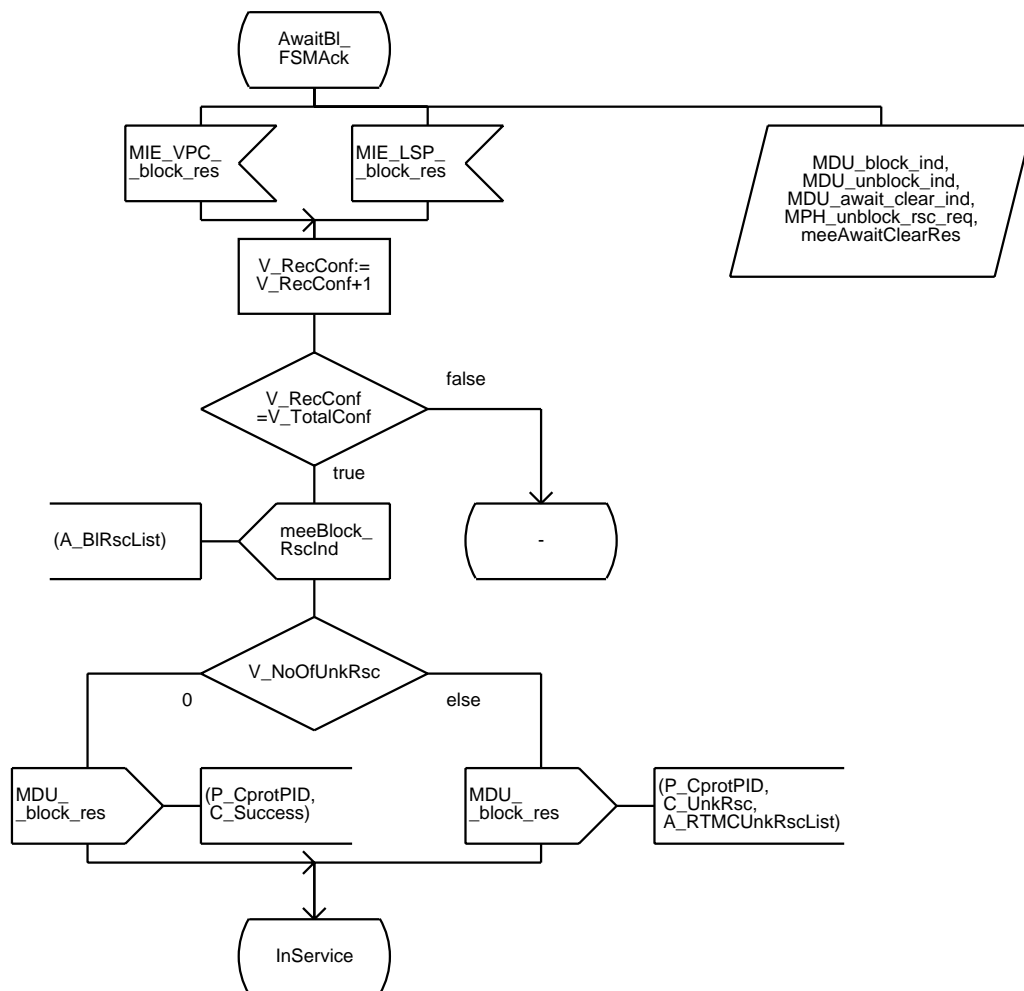 AwaitBl_
FSMAck
MIE_VPC_
_block_res
MIE_LSP_
_block_res
MDU_block_ind,
MDU_unblock_ind,
MDU_await_clear_ind,
MPH_unblock_rsc_req,
meeAwaitClearRes
V_RecConf:=
V_RecConf+1
V_RecConf
=V_TotalConf
false
true
(A_BlRscList)
meeBlock_
RscInd
-
V_NoOfUnkRsc
0
else
MDU_
_block_res
(P_CprotPID,
C_Success)
MDU_
_block_res
(P_CprotPID,
C_UnkRsc,
A_RTMCUnkRscList)
InService